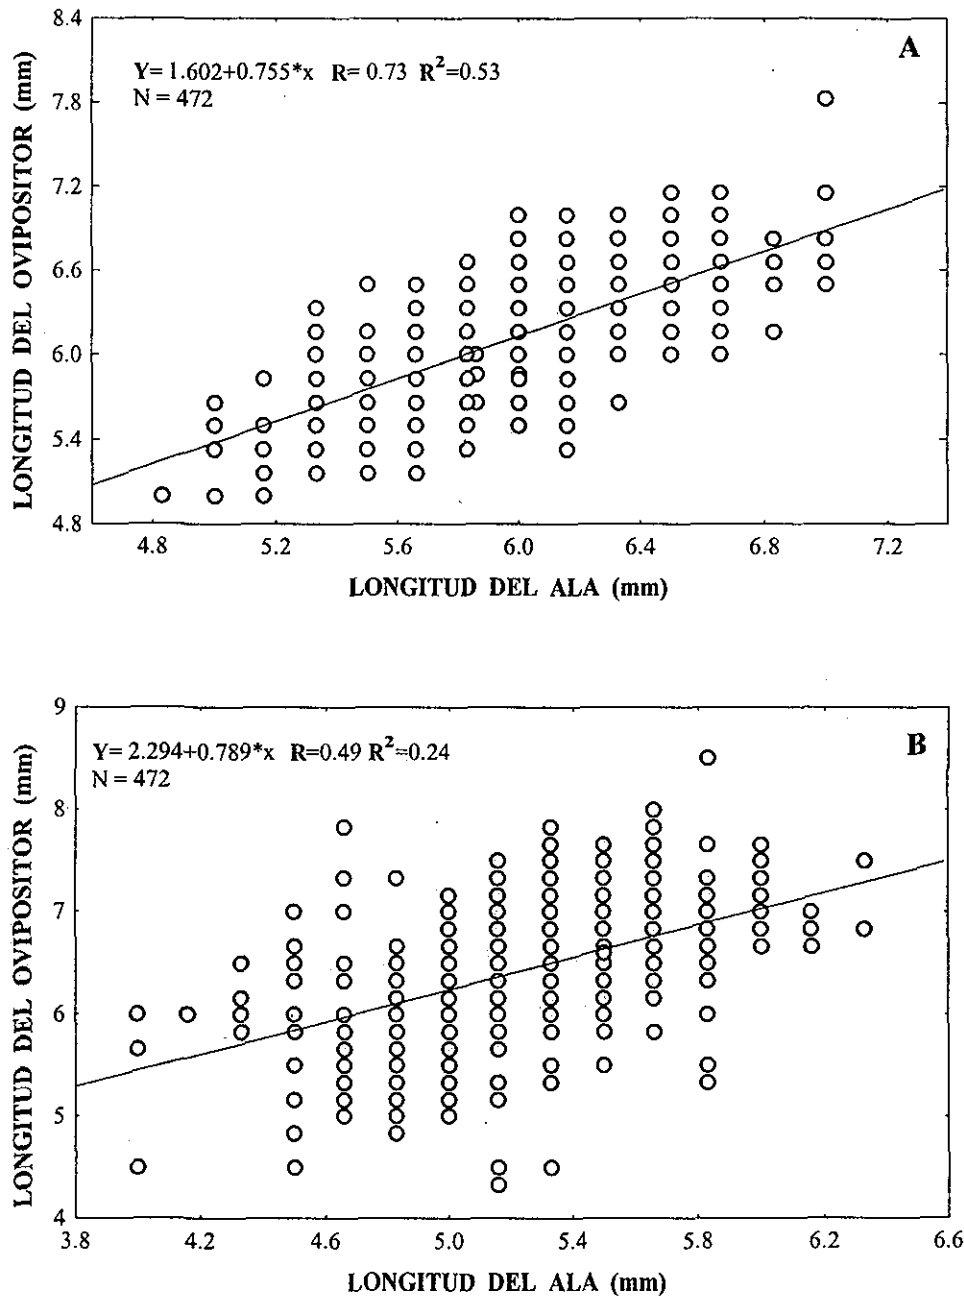 A
Y= 1.602+0.755*x R= 0.73 R²=0.53
N = 472
LONGITUD DEL OVIPOSITOR (mm)
8.4
7.8
7.2
6.6
6.0
5.4
4.8
4.8 5.2 5.6 6.0 6.4 6.8 7.2
LONGITUD DEL ALA (mm)
B
Y= 2.294+0.789*x R=0.49 R²=0.24
N = 472
LONGITUD DEL OVIPOSITOR (mm)
9
8
7
6
5
4
3.8 4.2 4.6 5.0 5.4 5.8 6.2 6.6
LONGITUD DEL ALA (mm)